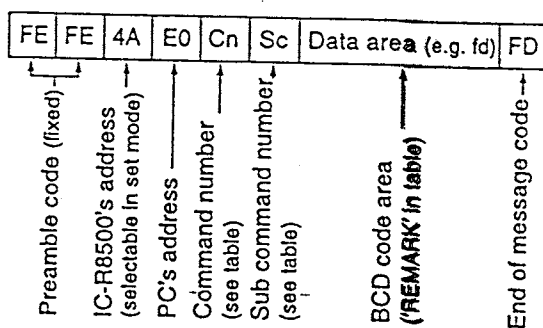 FE FE 4A E0 Cn Sc Data area (e.g. fd) FD
Preamble code (fixed)
IC-R8500's address
(selectable in set mode)
PC's address
Command number
(see table)
Sub command number
(see table)
BCD code area
('REMARK' in table)
End of message code